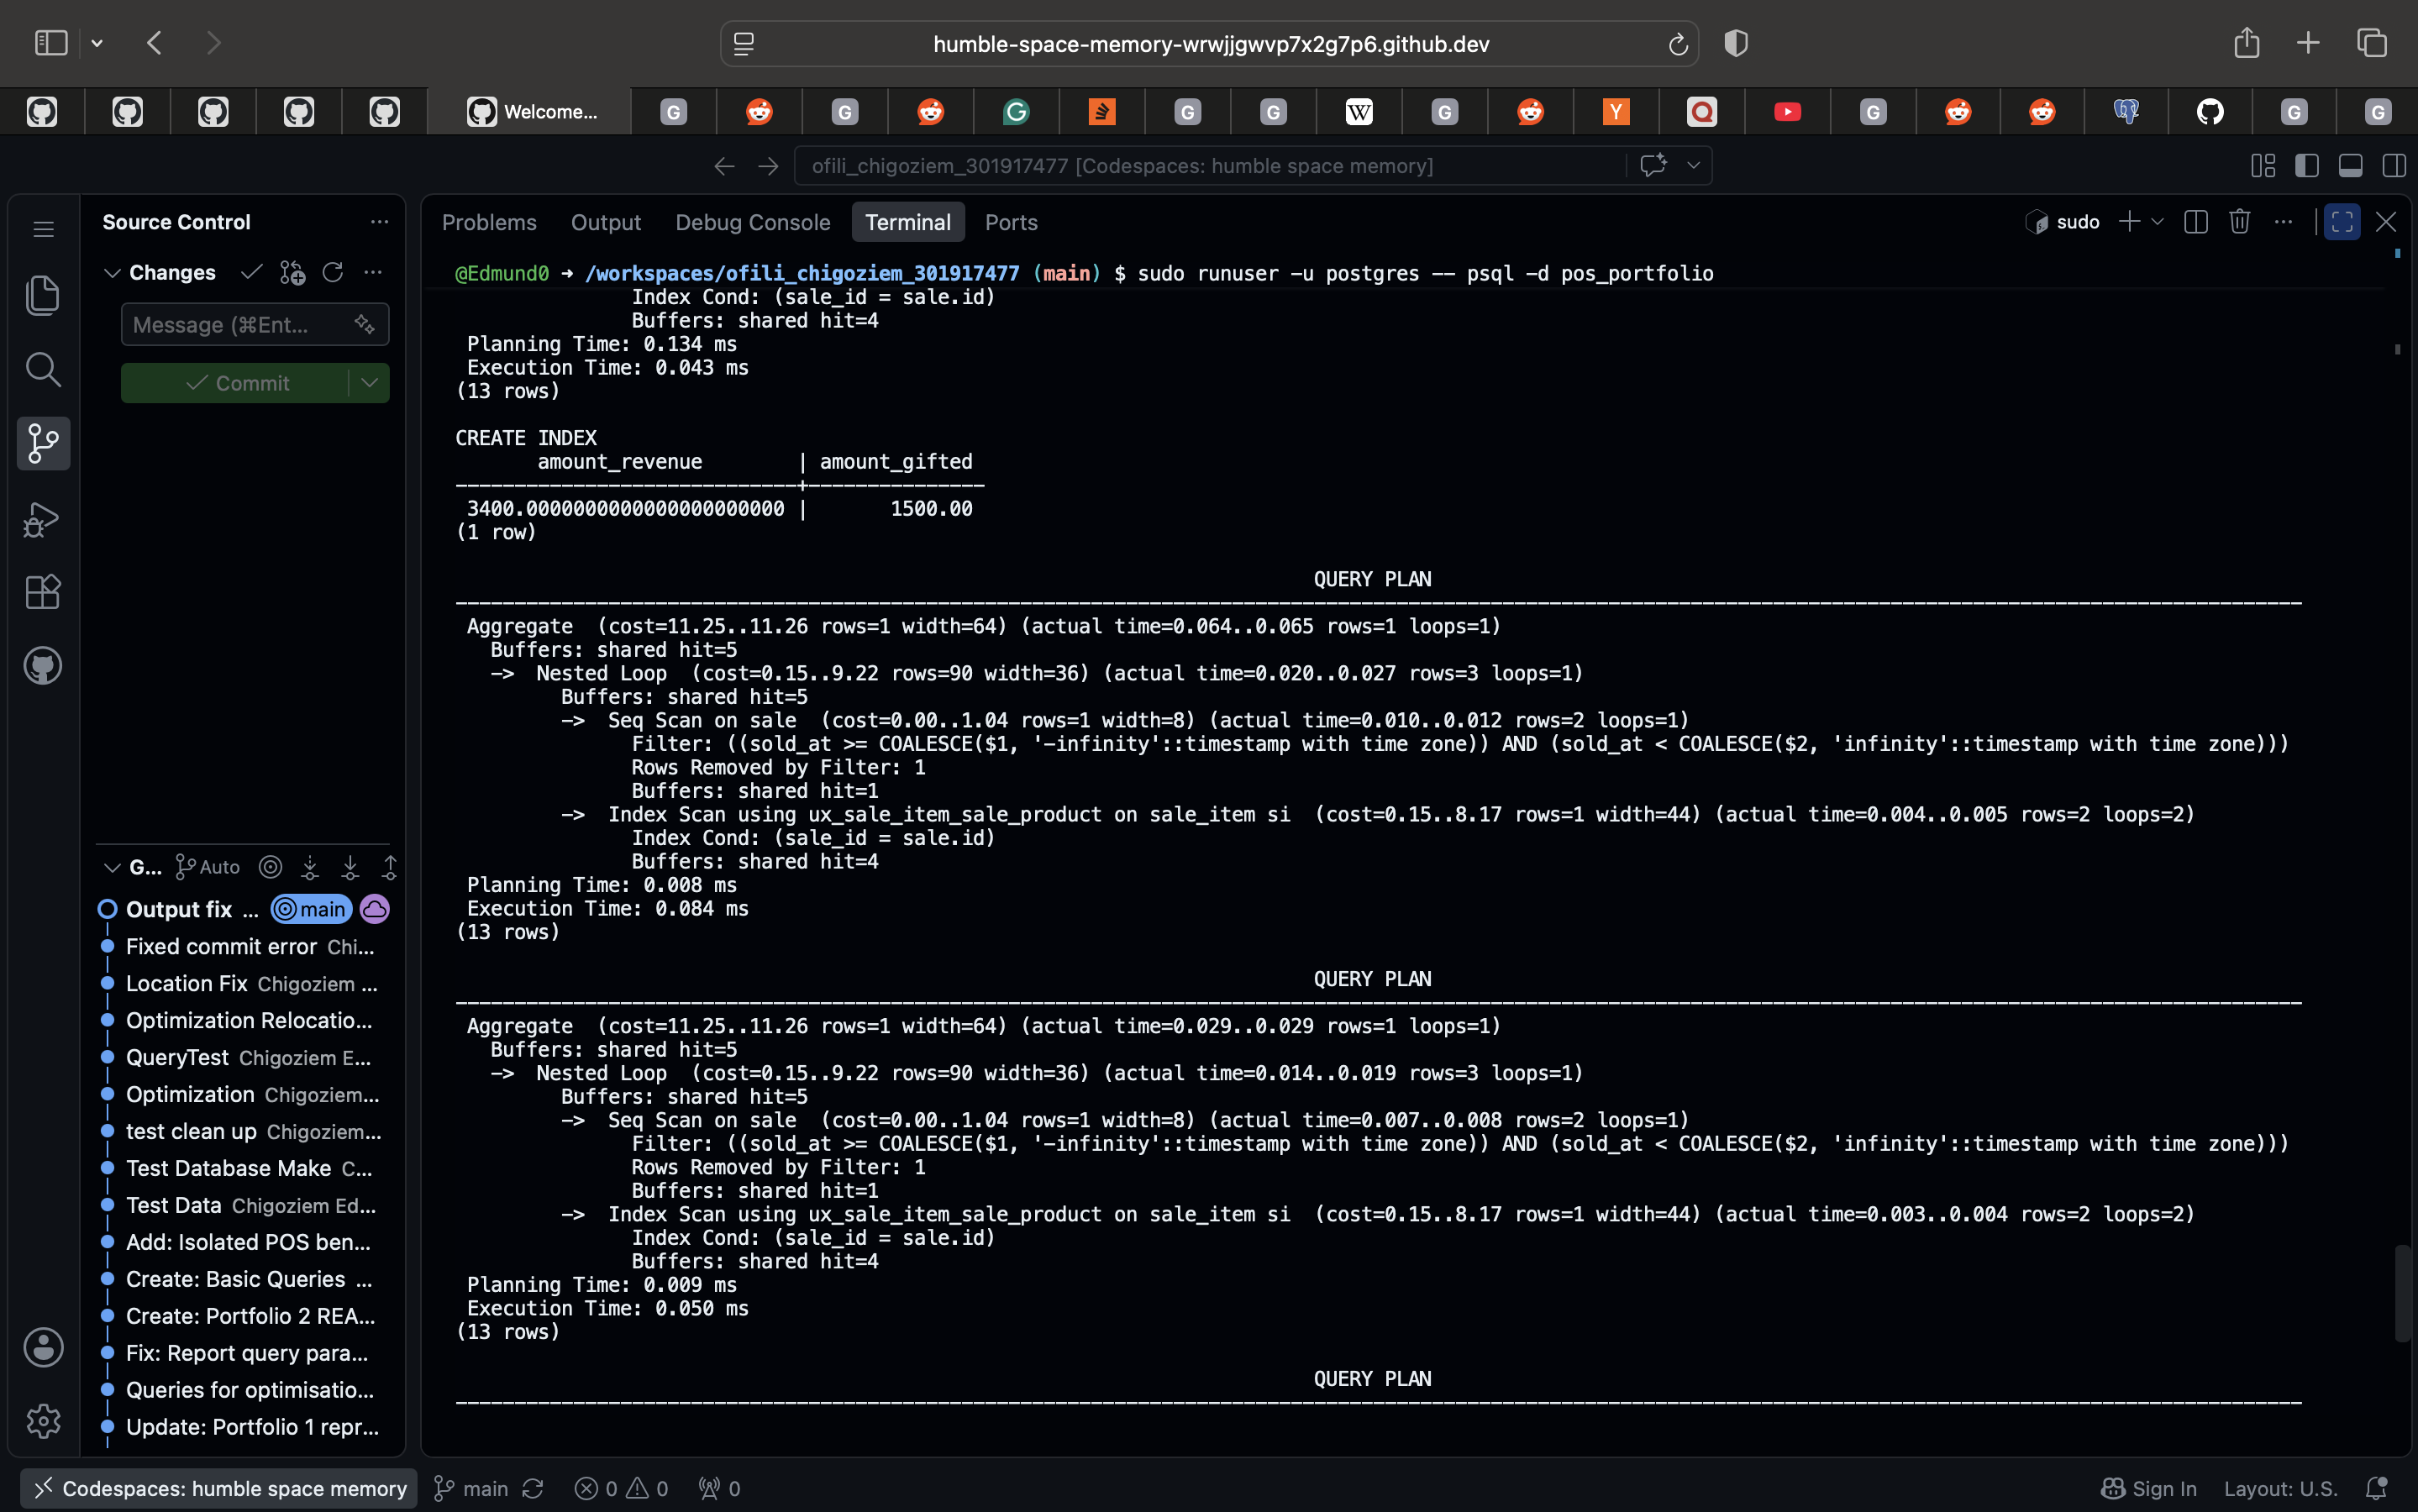 humble-space-memory-wrwjjgwvp7x2g7p6.github.dev
Welcome...
ofili_chigoziem_301917477 [Codespaces: humble space memory]
Source Control
Changes
Message (⌘Ent...
Commit
G... Auto
Output fix ... main
Fixed commit error Chi...
Location Fix Chigoziem ...
Optimization Relocatio...
QueryTest Chigoziem E...
Optimization Chigoziem...
test clean up Chigoziem...
Test Database Make C...
Test Data Chigoziem Ed...
Add: Isolated POS ben...
Create: Basic Queries ...
Create: Portfolio 2 REA...
Fix: Report query para...
Queries for optimisatio...
Update: Portfolio 1 repr...
Problems Output Debug Console Terminal Ports
sudo
@Edmund0 → /workspaces/ofili_chigoziem_301917477 (main) $ sudo runuser -u postgres -- psql -d pos_portfolio
Index Cond: (sale_id = sale.id)
Buffers: shared hit=4
Planning Time: 0.134 ms
Execution Time: 0.043 ms
(13 rows)
CREATE INDEX
amount_revenue | amount_gifted
-----------------------------+---------------
3400.0000000000000000000000 | 1500.00
(1 row)
QUERY PLAN
Aggregate (cost=11.25..11.26 rows=1 width=64) (actual time=0.064..0.065 rows=1 loops=1)
Buffers: shared hit=5
-> Nested Loop (cost=0.15..9.22 rows=90 width=36) (actual time=0.020..0.027 rows=3 loops=1)
Buffers: shared hit=5
-> Seq Scan on sale (cost=0.00..1.04 rows=1 width=8) (actual time=0.010..0.012 rows=2 loops=1)
Filter: ((sold_at >= COALESCE($1, '-infinity'::timestamp with time zone)) AND (sold_at < COALESCE($2, 'infinity'::timestamp with time zone)))
Rows Removed by Filter: 1
Buffers: shared hit=1
-> Index Scan using ux_sale_item_sale_product on sale_item si (cost=0.15..8.17 rows=1 width=44) (actual time=0.004..0.005 rows=2 loops=2)
Index Cond: (sale_id = sale.id)
Buffers: shared hit=4
Planning Time: 0.008 ms
Execution Time: 0.084 ms
(13 rows)
QUERY PLAN
Aggregate (cost=11.25..11.26 rows=1 width=64) (actual time=0.029..0.029 rows=1 loops=1)
Buffers: shared hit=5
-> Nested Loop (cost=0.15..9.22 rows=90 width=36) (actual time=0.014..0.019 rows=3 loops=1)
Buffers: shared hit=5
-> Seq Scan on sale (cost=0.00..1.04 rows=1 width=8) (actual time=0.007..0.008 rows=2 loops=1)
Filter: ((sold_at >= COALESCE($1, '-infinity'::timestamp with time zone)) AND (sold_at < COALESCE($2, 'infinity'::timestamp with time zone)))
Rows Removed by Filter: 1
Buffers: shared hit=1
-> Index Scan using ux_sale_item_sale_product on sale_item si (cost=0.15..8.17 rows=1 width=44) (actual time=0.003..0.004 rows=2 loops=2)
Index Cond: (sale_id = sale.id)
Buffers: shared hit=4
Planning Time: 0.009 ms
Execution Time: 0.050 ms
(13 rows)
QUERY PLAN
Codespaces: humble space memory main 0 0 0 Sign In Layout: U.S.